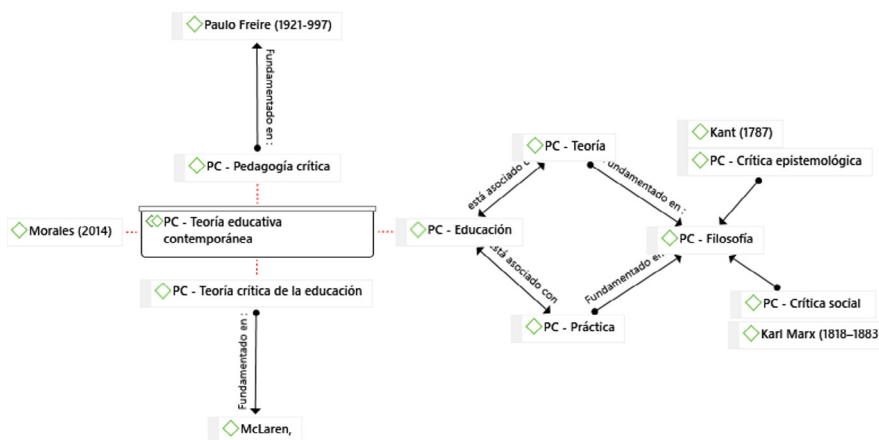 Paulo Freire (1921-997)
Fundamentado en :
PC - Pedagogía crítica
Morales (2014)
PC - Teoría educativa
contemporánea
PC - Teoría crítica de la educación
Fundamentado en :
McLaren,
PC - Educación
está asociado c
PC - Teoría
está asociado con
PC - Práctica
undamentado en :
Fundamentado en
PC - Filosofía
Kant (1787)
PC - Crítica epistemológica
PC - Crítica social
Karl Marx (1818–1883